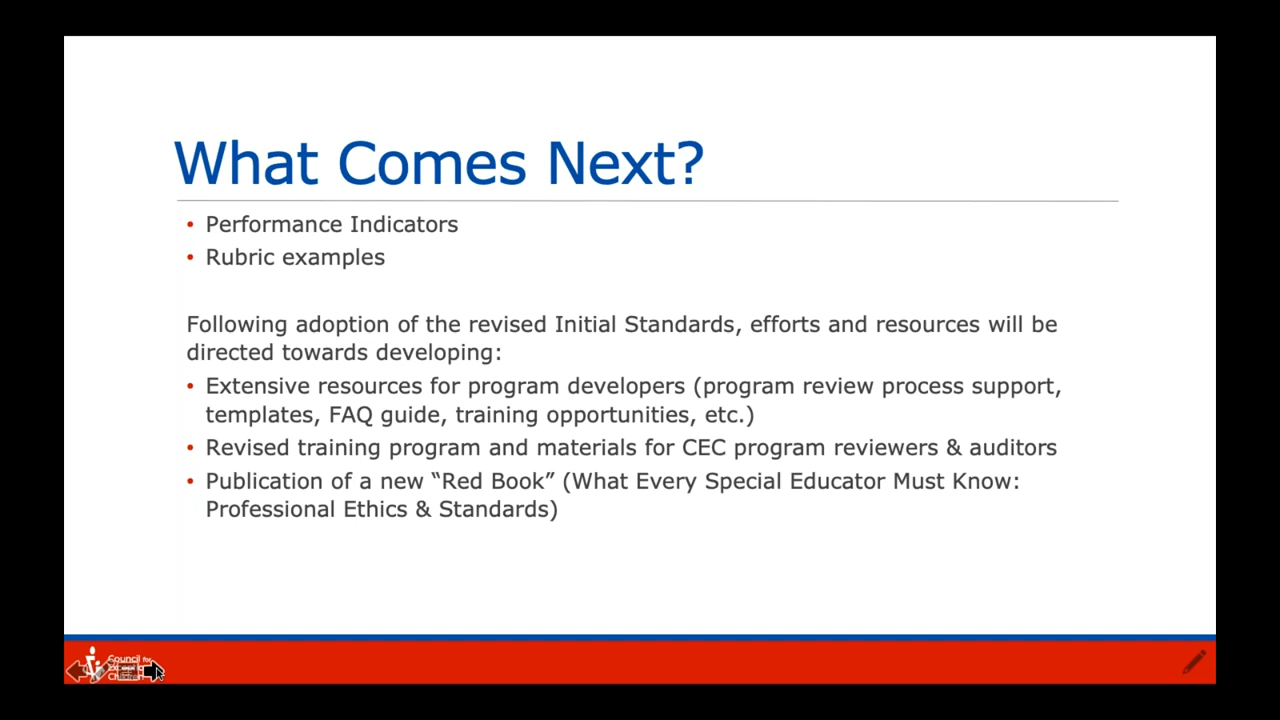 What Comes Next?
• Performance Indicators
• Rubric examples
Following adoption of the revised Initial Standards, efforts and resources will be
directed towards developing:
• Extensive resources for program developers (program review process support,
templates, FAQ guide, training opportunities, etc.)
• Revised training program and materials for CEC program reviewers & auditors
• Publication of a new “Red Book” (What Every Special Educator Must Know:
Professional Ethics & Standards)
Council for
Children